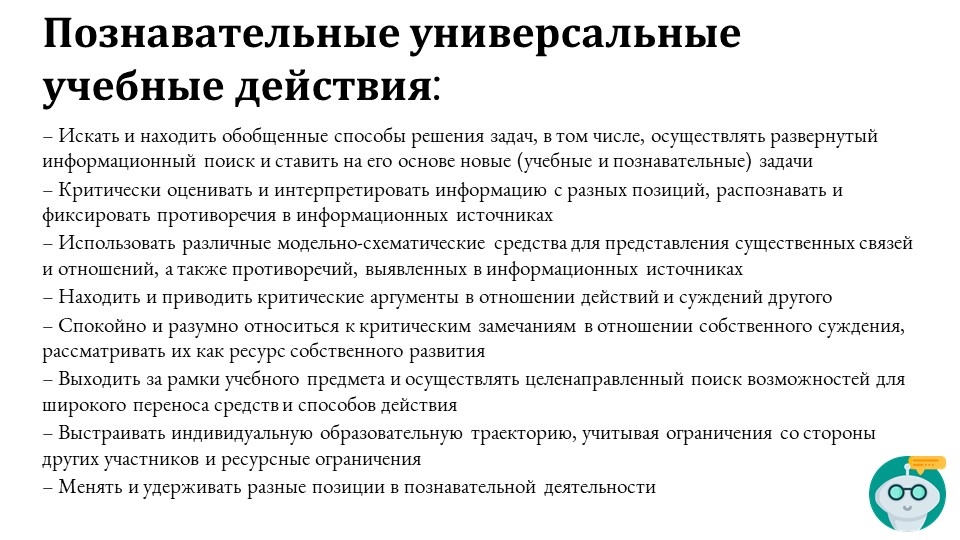 Познавательные универсальные
учебные действия:
– Искать и находить обобщенные способы решения задач, в том числе, осуществлять развернутый
информационный поиск и ставить на его основе новые (учебные и познавательные) задачи
– Критически оценивать и интерпретировать информацию с разных позиций, распознавать и
фиксировать противоречия в информационных источниках
– Использовать различные модельно-схематические средства для представления существенных связей
и отношений, а также противоречий, выявленных в информационных источниках
– Находить и приводить критические аргументы в отношении действий и суждений другого
– Спокойно и разумно относиться к критическим замечаниям в отношении собственного суждения,
рассматривать их как ресурс собственного развития
– Выходить за рамки учебного предмета и осуществлять целенаправленный поиск возможностей для
широкого переноса средств и способов действия
– Выстраивать индивидуальную образовательную траекторию, учитывая ограничения со стороны
других участников и ресурсные ограничения
– Менять и удерживать разные позиции в познавательной деятельности